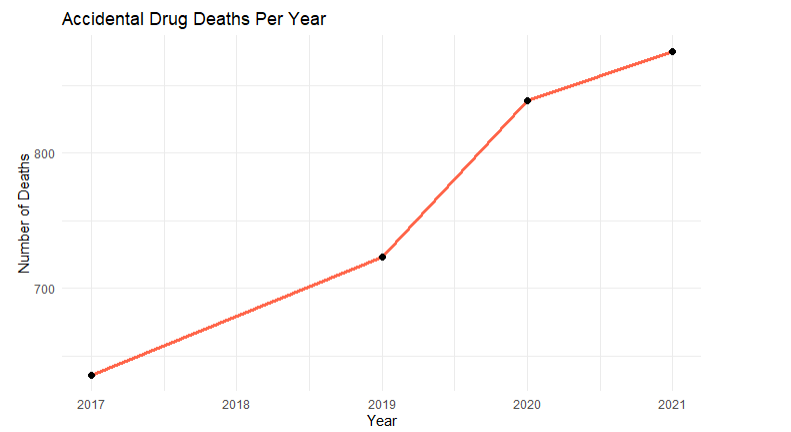 Accidental Drug Deaths Per Year
Number of Deaths
800
700
2017 2018 2019 2020 2021
Year